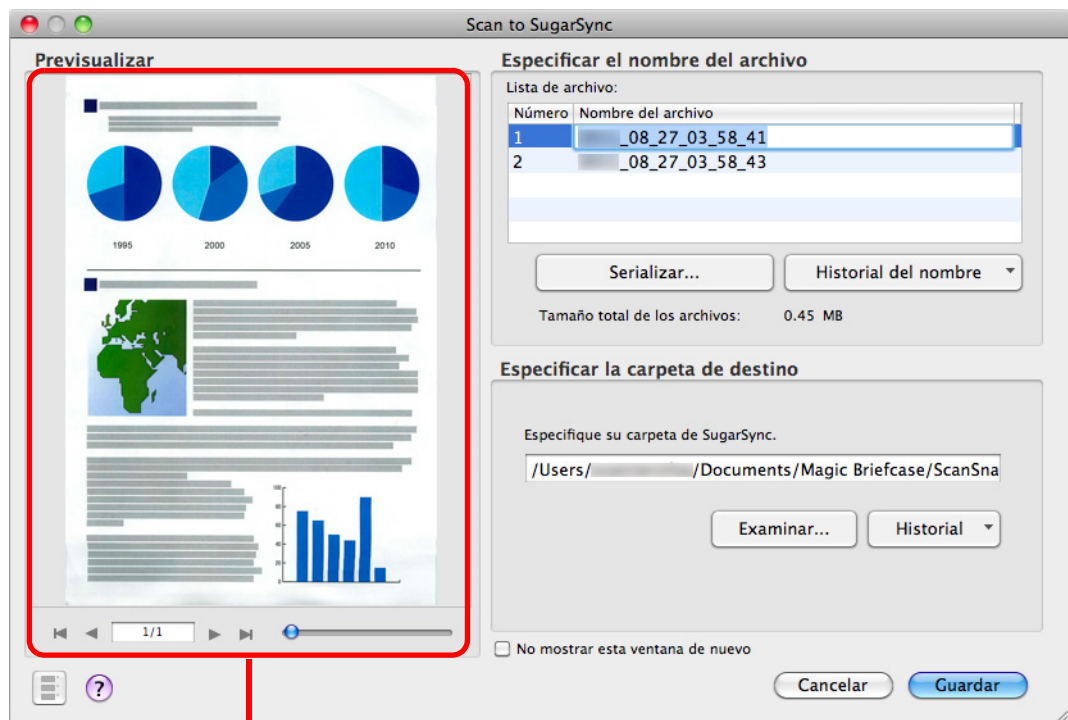 Scan to SugarSync
Previsualizar
1995 2000 2005 2010
1/1
?
Especificar el nombre del archivo
Lista de archivo:
Número Nombre del archivo
1 _08_27_03_58_41
2 _08_27_03_58_43
Serializar... Historial del nombre
Tamaño total de los archivos: 0.45 MB
Especificar la carpeta de destino
Especifique su carpeta de SugarSync.
/Users/ /Documents/Magic Briefcase/ScanSna
Examinar... Historial
No mostrar esta ventana de nuevo
Cancelar Guardar